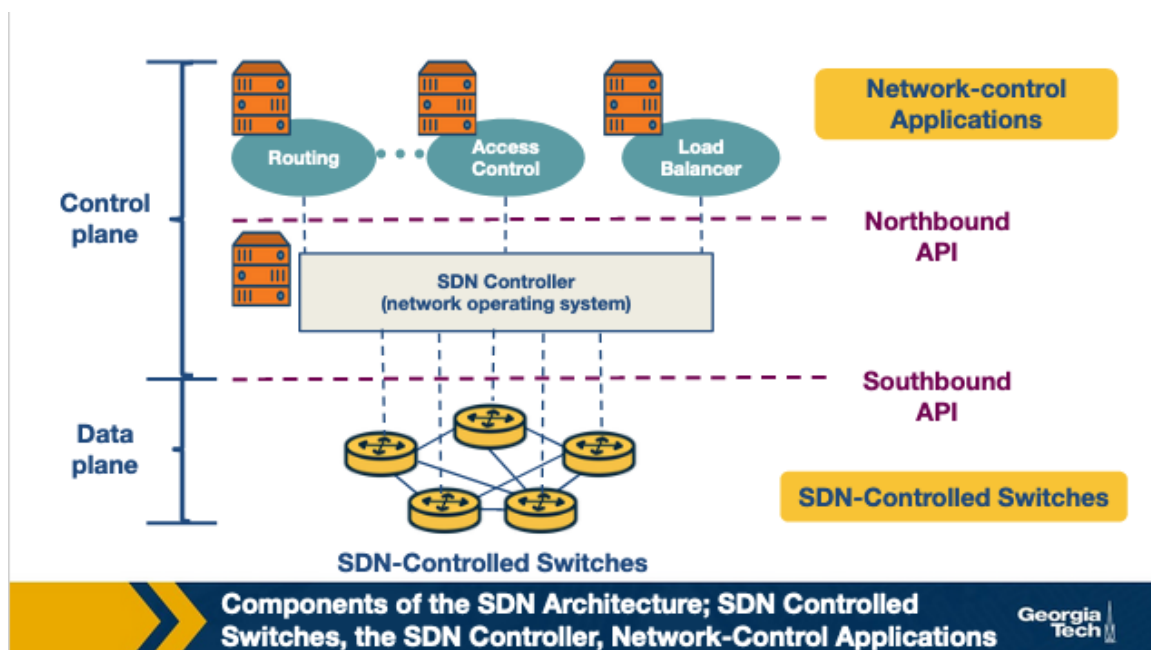 Network-control
Applications
Routing
Access
Control
Load
Balancer
Control
plane
Northbound
API
SDN Controller
(network operating system)
Southbound
API
Data
plane
SDN-Controlled Switches
SDN-Controlled Switches
Components of the SDN Architecture; SDN Controlled
Switches, the SDN Controller, Network-Control Applications
Georgia
Tech